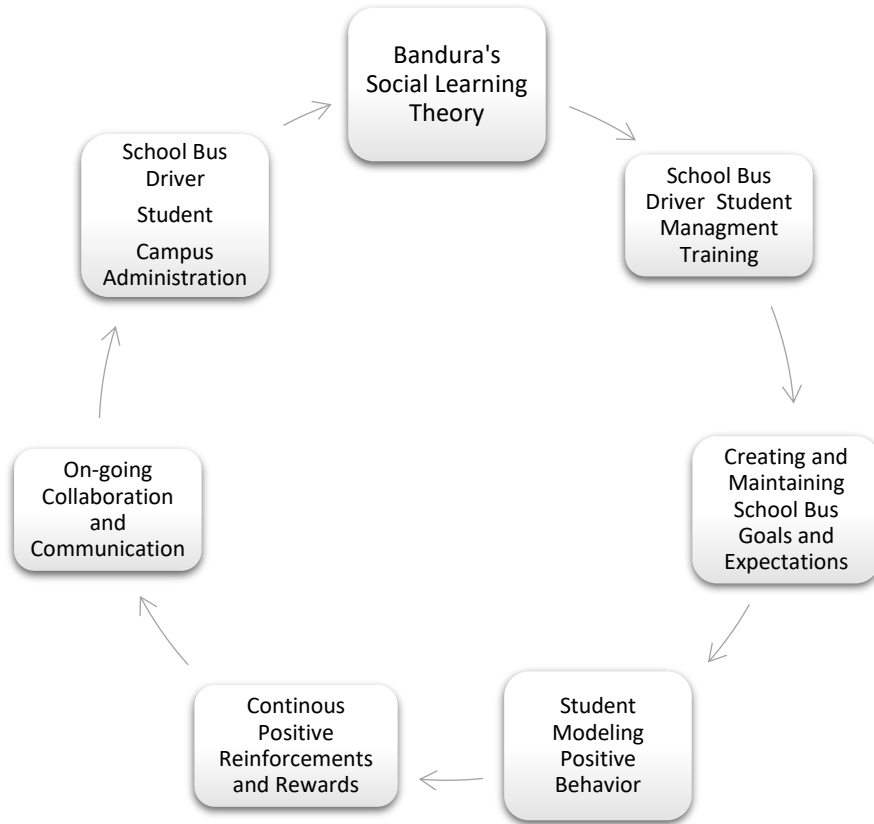 Bandura's
Social Learning
Theory
School Bus
Driver Student
Managment
Training
Creating and
Maintaining
School Bus
Goals and
Expectations
Student
Modeling
Positive
Behavior
Continous
Positive
Reinforcements
and Rewards
On-going
Collaboration
and
Communication
School Bus
Driver
Student
Campus
Administration